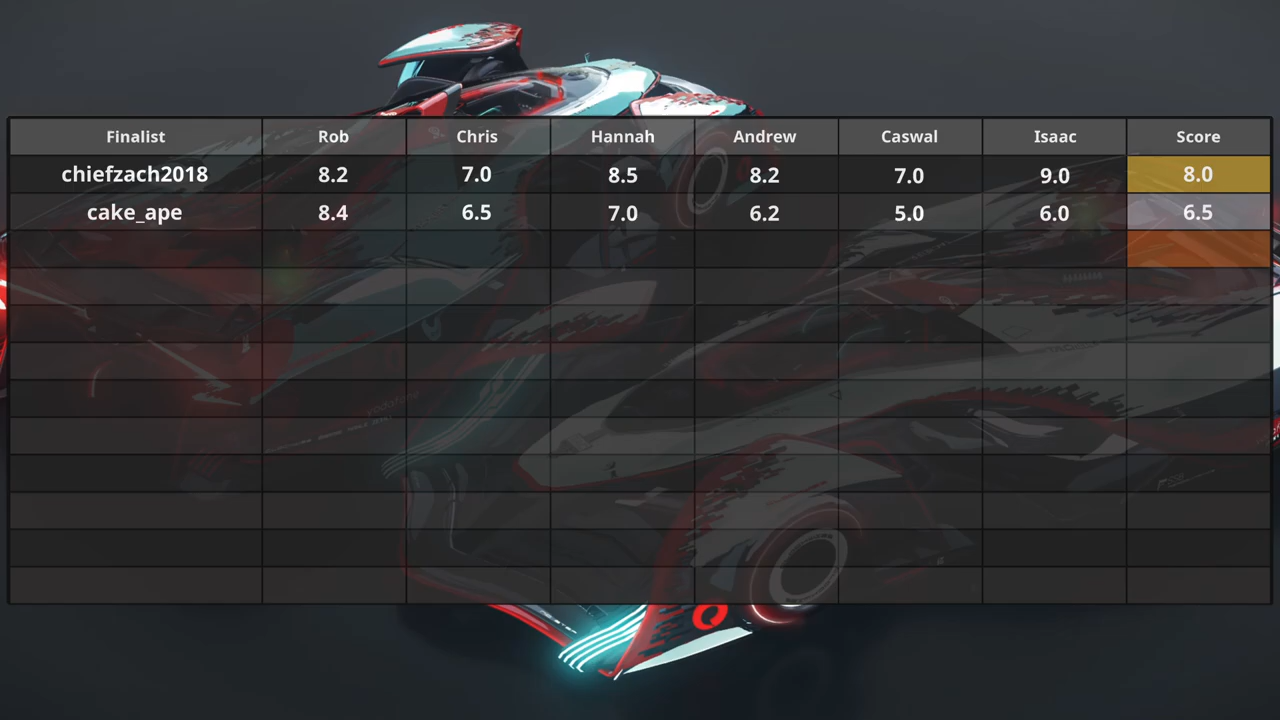 Finalist Rob Chris Hannah Andrew Caswal Isaac Score
chiefzach2018 8.2 7.0 8.5 8.2 7.0 9.0 8.0
cake_ape 8.4 6.5 7.0 6.2 5.0 6.0 6.5
vodafone